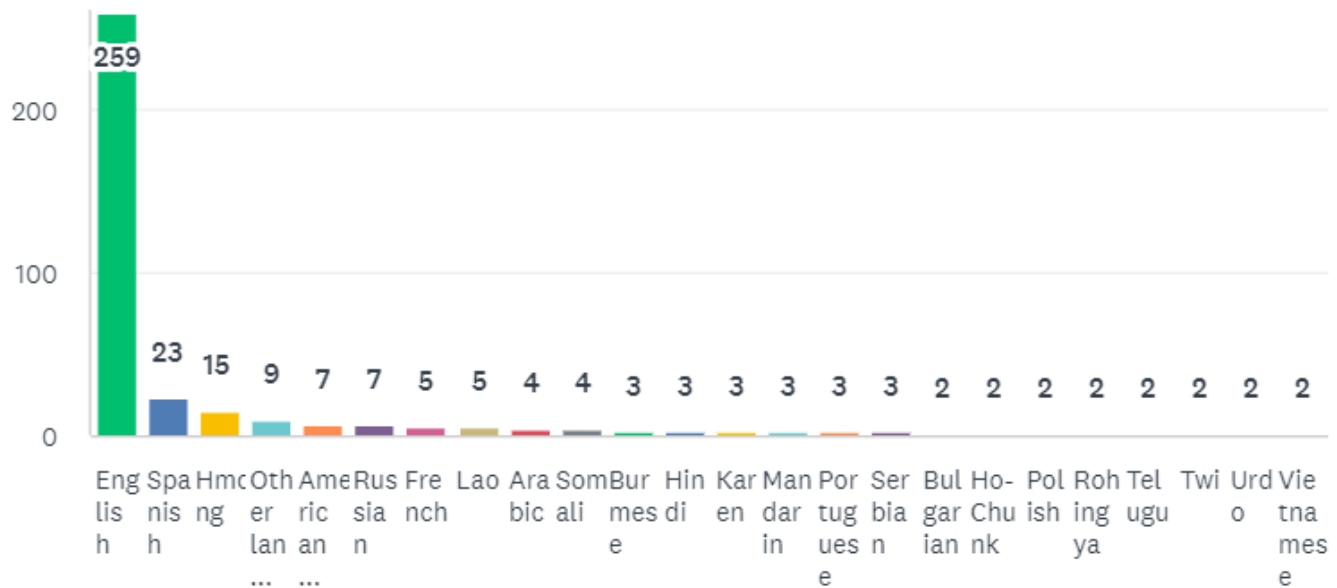 259
200
100
23 15 9 7 7 5 5 4 4 3 3 3 3 3 3 2 2 2 2 2 2 2 2
0
Eng Spa Hmo Oth Ame Rus Fre Lao Ara Som Bur Hin Kar Man Por Ser Bul Ho- Pol Roh Tel Twi Urd Vie
lis nis ng er ric sia nch bic ali mes di en dar tug bia gar Chu ish ing ugu o tna
h h lan an n e in ues n ian nk ya mes
... ... e e